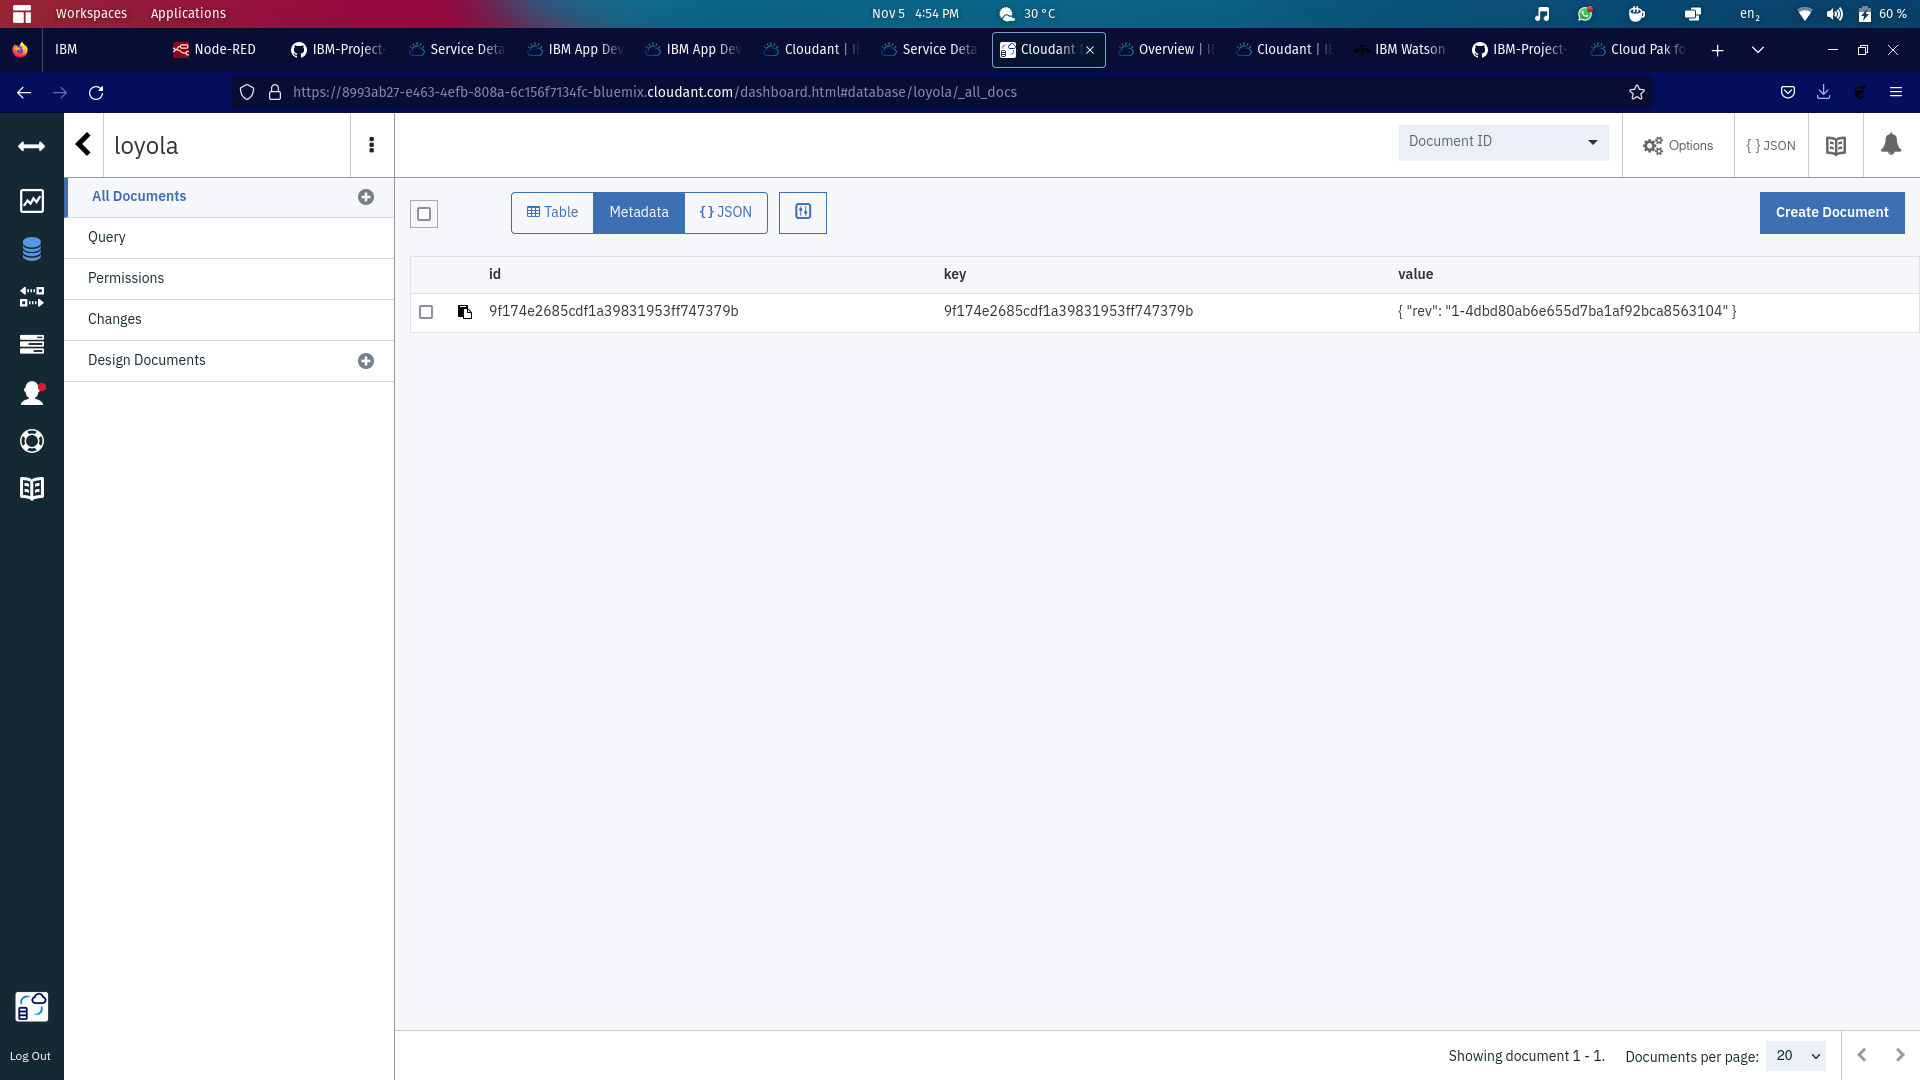 Workspaces Applications Nov 5 4:54 PM 30 °C en₂ 60 %
IBM Node-RED IBM-Project- Service Deta IBM App Dev IBM App Dev Cloudant | Service Deta Cloudant Overview | Cloudant | IBM Watson IBM-Project- Cloud Pak fo
https://8993ab27-e463-4efb-808a-6c156f7134fc-bluemix.cloudant.com/dashboard.html#database/loyola/_all_docs
loyola Document ID Options { } JSON
All Documents
Query
Permissions
Changes
Design Documents
Table Metadata {} JSON Create Document
id key value
9f174e2685cdf1a39831953ff747379b 9f174e2685cdf1a39831953ff747379b { "rev": "1-4dbd80ab6e655d7ba1af92bca8563104" }
Log Out
Showing document 1 - 1. Documents per page: 20